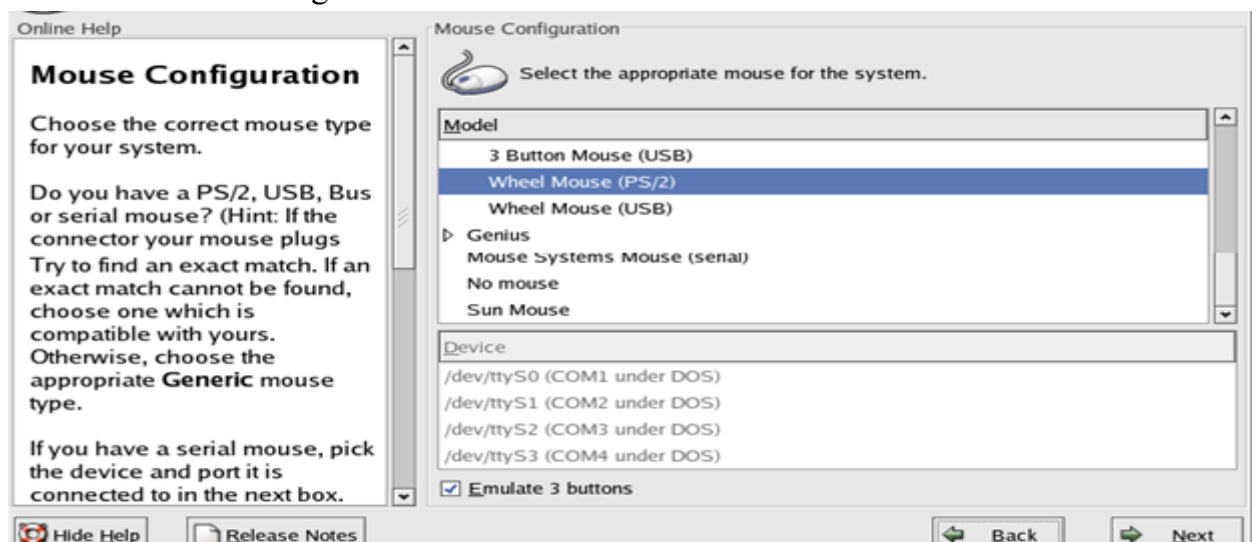 Online Help
Mouse Configuration
Choose the correct mouse type
for your system.
Do you have a PS/2, USB, Bus
or serial mouse? (Hint: If the
connector your mouse plugs
Try to find an exact match. If an
exact match cannot be found,
choose one which is
compatible with yours.
Otherwise, choose the
appropriate Generic mouse
type.
If you have a serial mouse, pick
the device and port it is
connected to in the next box.
Mouse Configuration
Select the appropriate mouse for the system.
Model
3 Button Mouse (USB)
Wheel Mouse (PS/2)
Wheel Mouse (USB)
Genius
Mouse Systems Mouse (serial)
No mouse
Sun Mouse
Device
/dev/ttyS0 (COM1 under DOS)
/dev/ttyS1 (COM2 under DOS)
/dev/ttyS2 (COM3 under DOS)
/dev/ttyS3 (COM4 under DOS)
Emulate 3 buttons
Hide Help
Release Notes
Back
Next